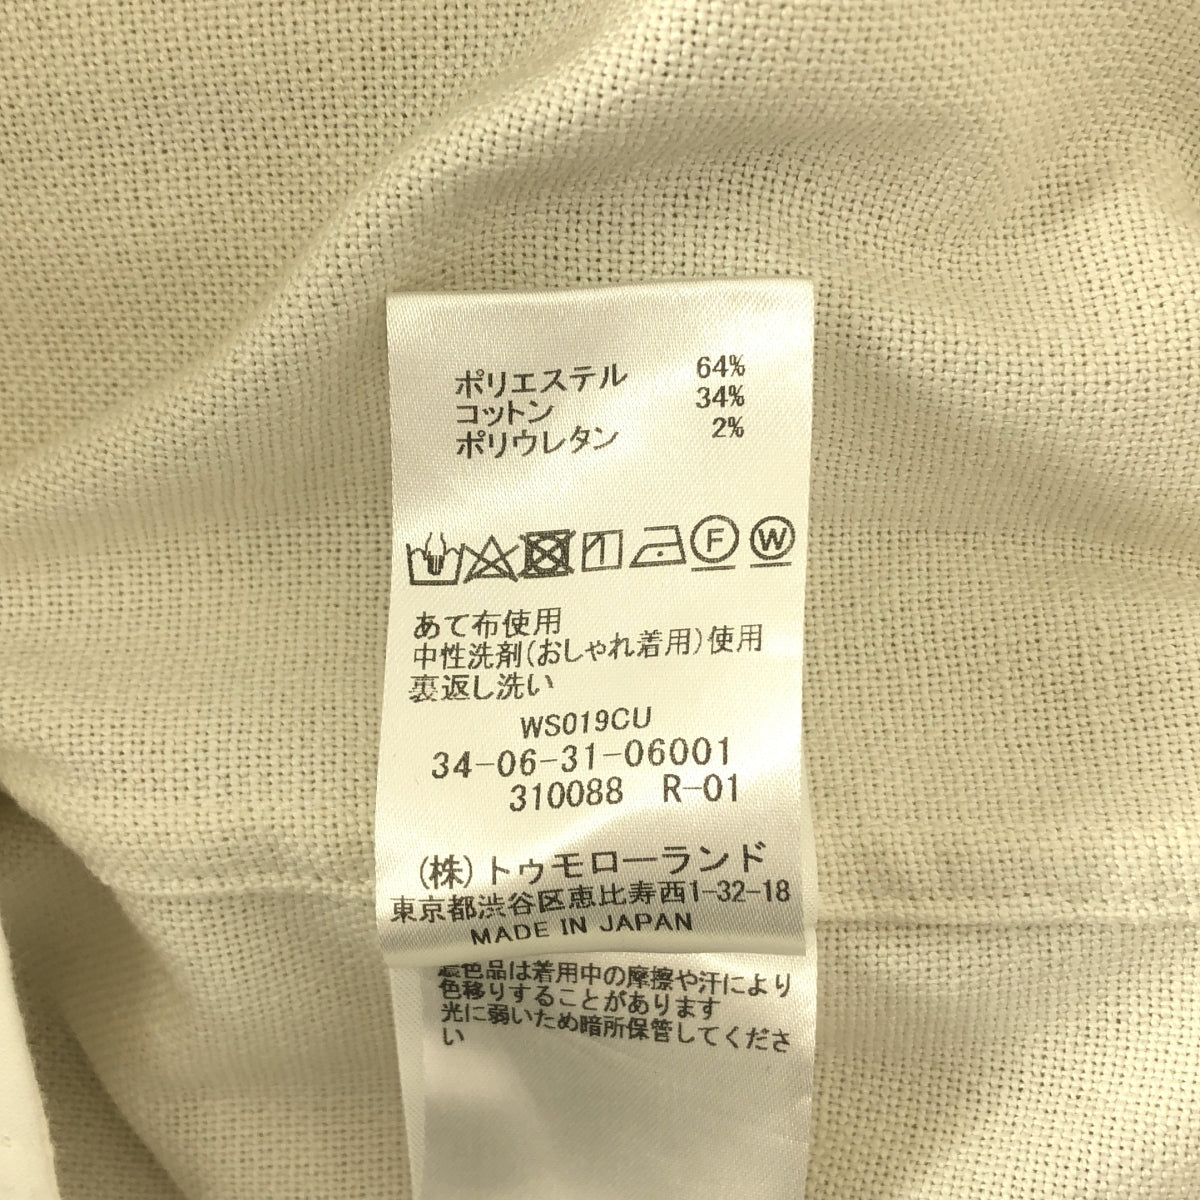 ポリエステル 64%
コットン 34%
ポリウレタン 2%
F W
あて布使用
中性洗剤(おしゃれ着用)使用
裏返し洗い
WS019CU
34-06-31-06001
310088 R-01
(株)トゥモローランド
東京都渋谷区恵比寿西1-32-18
MADE IN JAPAN
濃色品は着用中の摩擦や汗により
色移りすることがあります
光に弱いため暗所保管してくださ
い